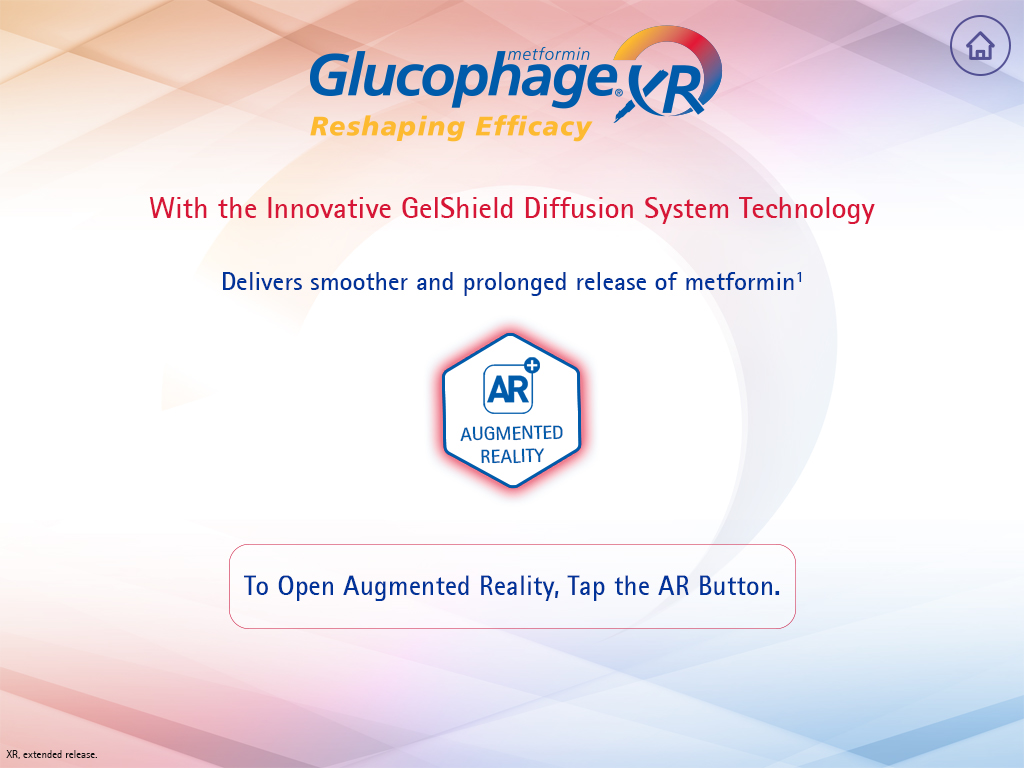 metformin
Glucophage® XR
Reshaping Efficacy
With the Innovative GelShield Diffusion System Technology
Delivers smoother and prolonged release of metformin¹
AR+
AUGMENTED
REALITY
To Open Augmented Reality, Tap the AR Button.
XR, extended release.